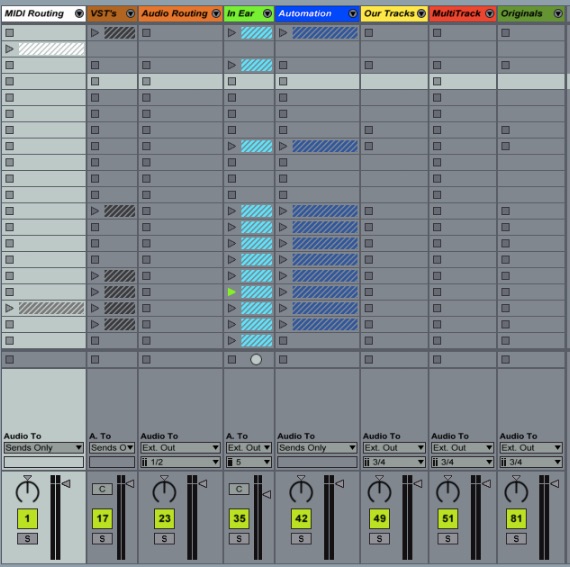 MIDI Routing VST's Audio Routing In Ear Automation Our Tracks MultiTrack Originals
Audio To A. To Audio To A. To Audio To Audio To Audio To Audio To
Sends Only Sends O Ext. Out Ext. Out Sends Only Ext. Out Ext. Out Ext. Out
1/2 5 3/4 3/4 3/4
C C
1 17 23 35 42 49 51 81
S S S S S S S S